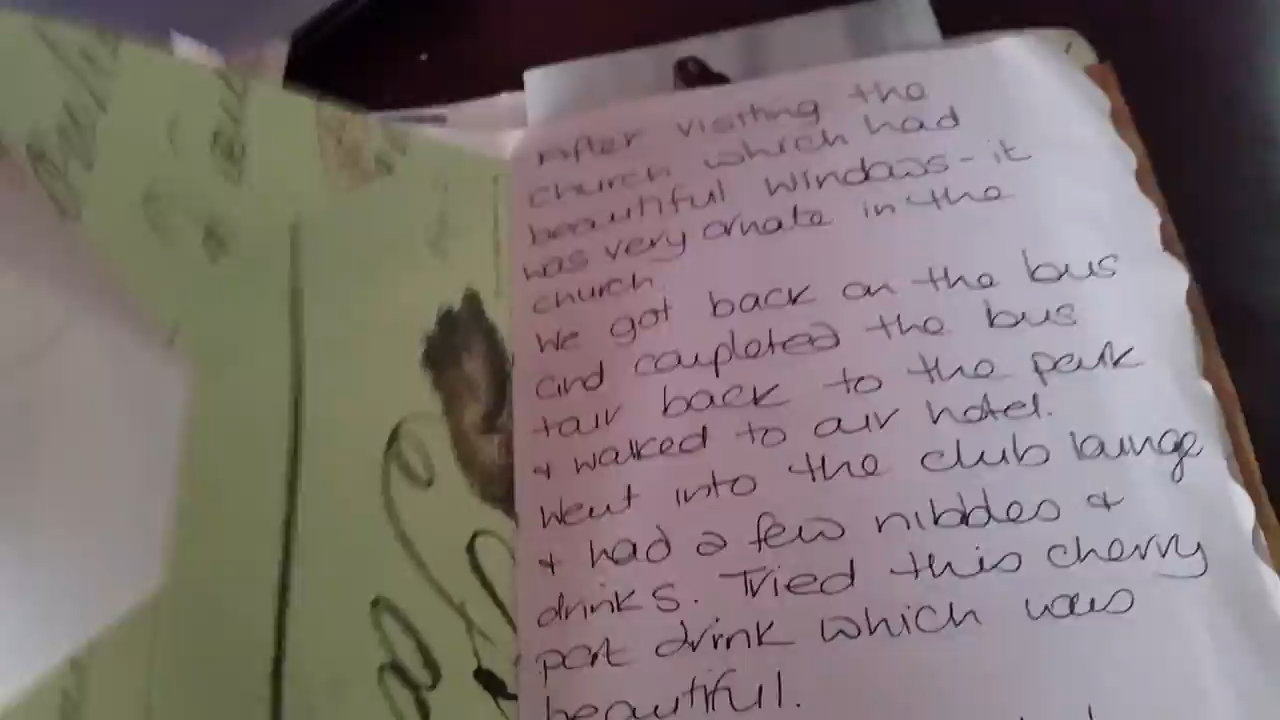 After visiting the
church which had
beautiful windows - it
was very ornate in the
church.
We got back on the bus
and completed the bus
tour back to the park
+ walked to our hotel.
Went into the club lounge
+ had a few nibbles +
drinks. Tried this cherry
port drink which was
beautiful.